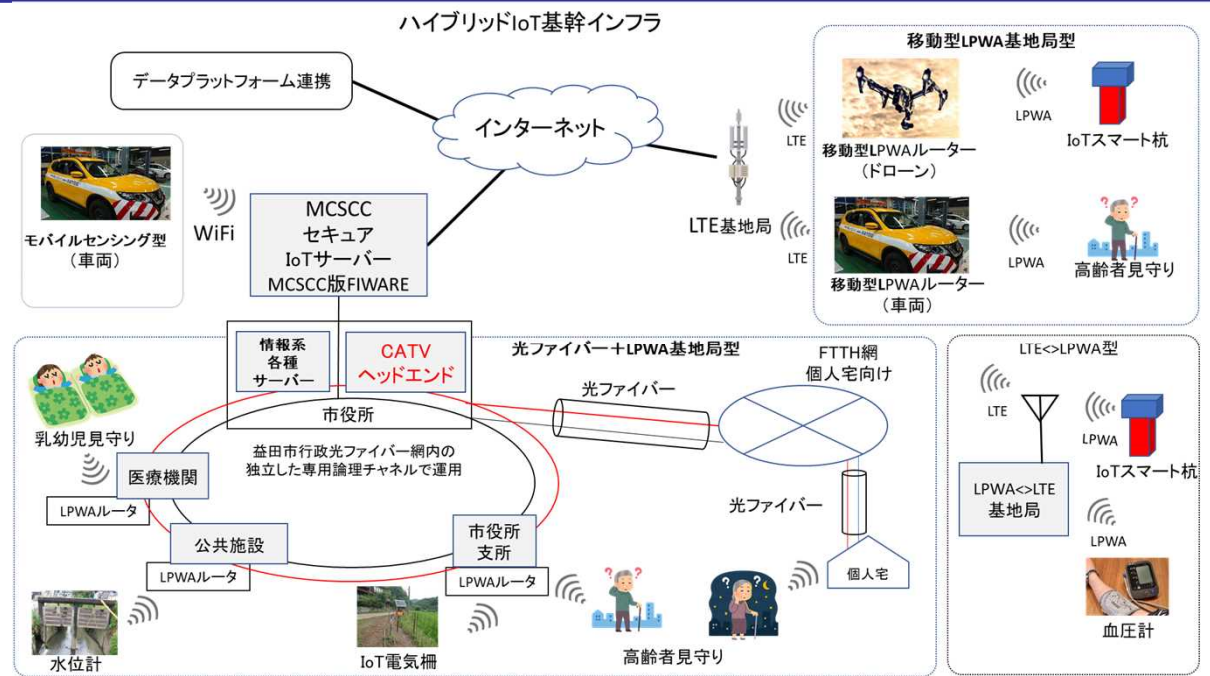 ハイブリッドIoT基幹インフラ
データプラットフォーム連携
インターネット
モバイルセンシング型
（車両）
WiFi
MCSCC
セキュア
IoTサーバー
MCSCC版FIWARE
LTE基地局
移動型LPWA基地局型
LTE
移動型LPWAルーター
（ドローン）
LPWA
IoTスマート杭
LTE
移動型LPWAルーター
（車両）
LPWA
高齢者見守り
光ファイバー＋LPWA基地局型
情報系
各種
サーバー
CATV
ヘッドエンド
市役所
益田市行政光ファイバー網内の
独立した専用論理チャネルで運用
乳幼児見守り
医療機関
LPWAルータ
公共施設
LPWAルータ
市役所
支所
LPWAルータ
水位計
IoT電気柵
高齢者見守り
光ファイバー
FTTH網
個人宅向け
光ファイバー
個人宅
LTE<>LPWA型
LTE
LPWA
IoTスマート杭
LPWA<>LTE
基地局
LPWA
血圧計